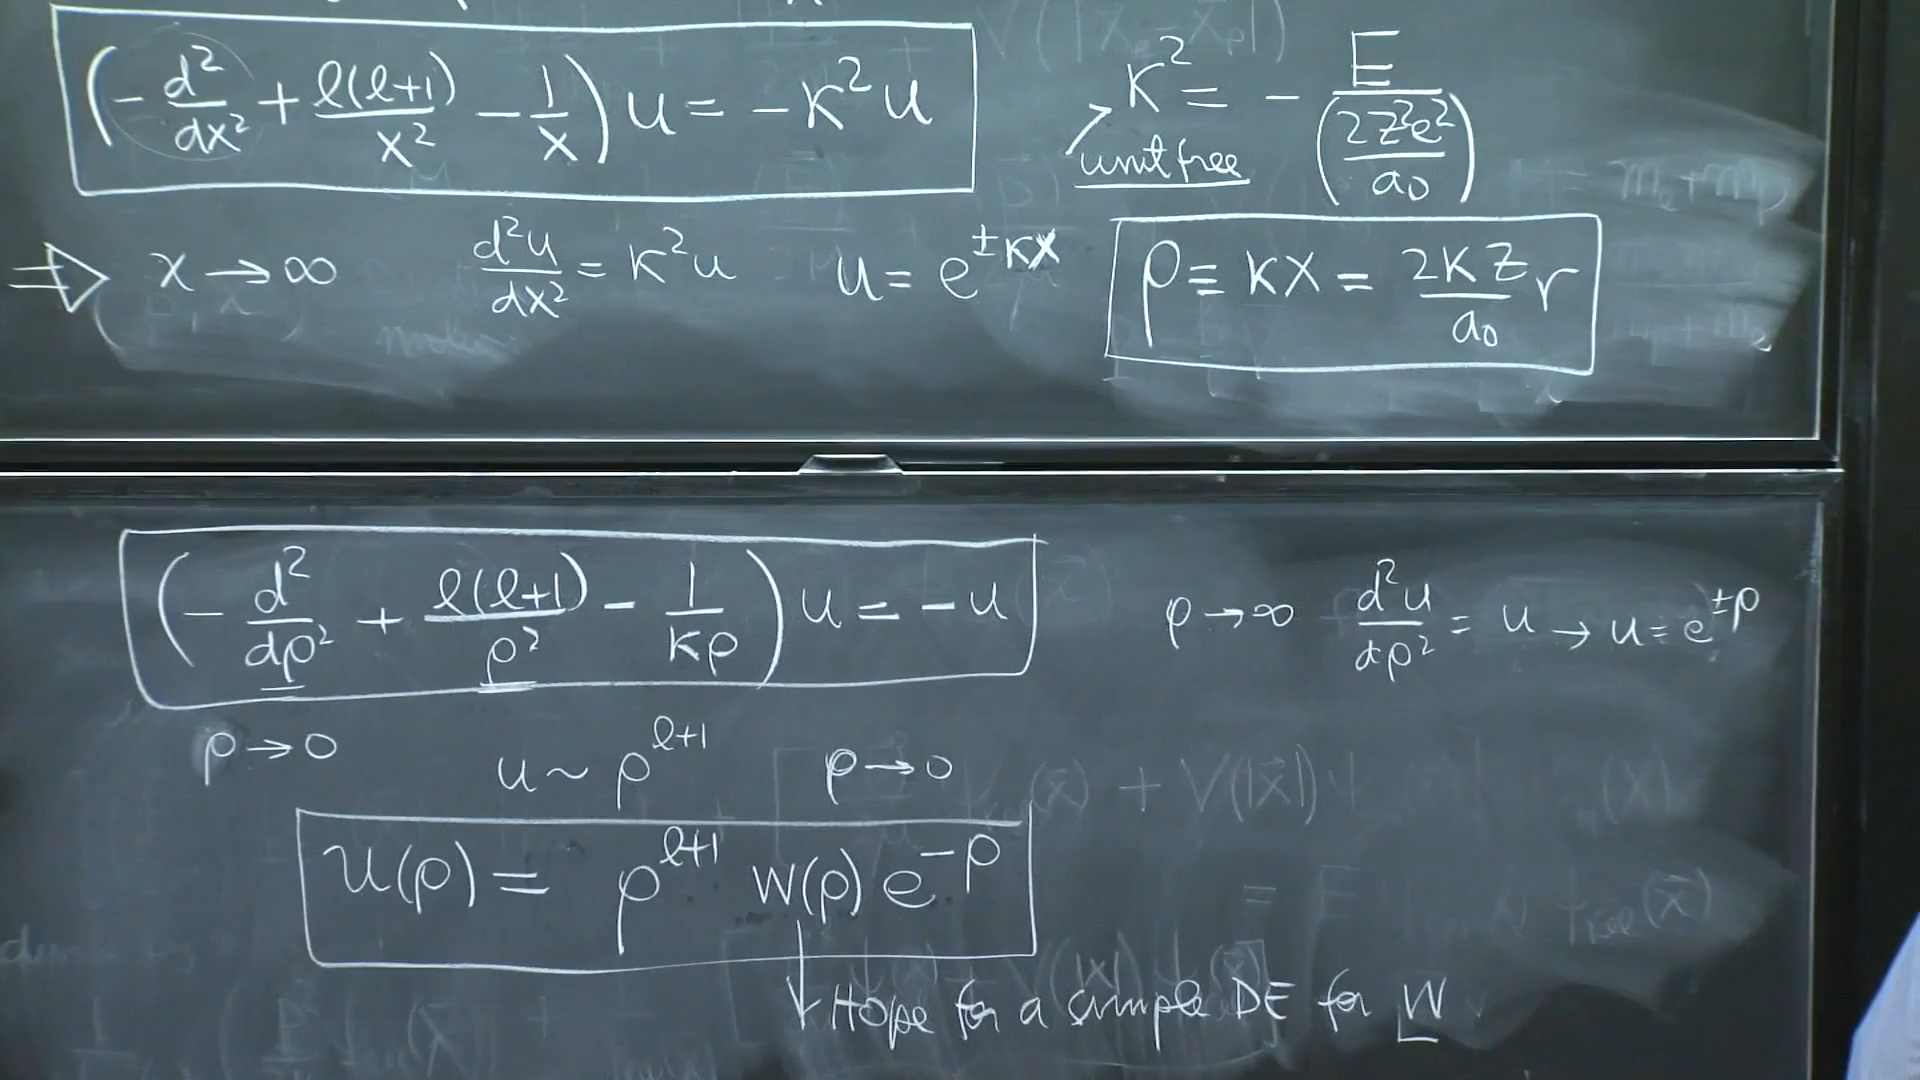 (-d²/dx² + ℓ(ℓ+1)/x² - 1/x) u = -κ² u
κ² = - E/(2Z²e²/a₀)
unit free
⇒ x → ∞ d²u/dx² = κ²u u = e^{±κx}
ρ ≡ κx = 2κZ/a₀ r
(-d²/dρ² + ℓ(ℓ+1)/ρ² - 1/κρ) u = -u
ρ → ∞ d²u/dρ² = u → u = e^{±ρ}
ρ → 0 u ~ ρ^{ℓ+1} ρ → 0
u(ρ) = ρ^{ℓ+1} W(ρ) e^{-ρ}
↓ Hope for a simple DE for W